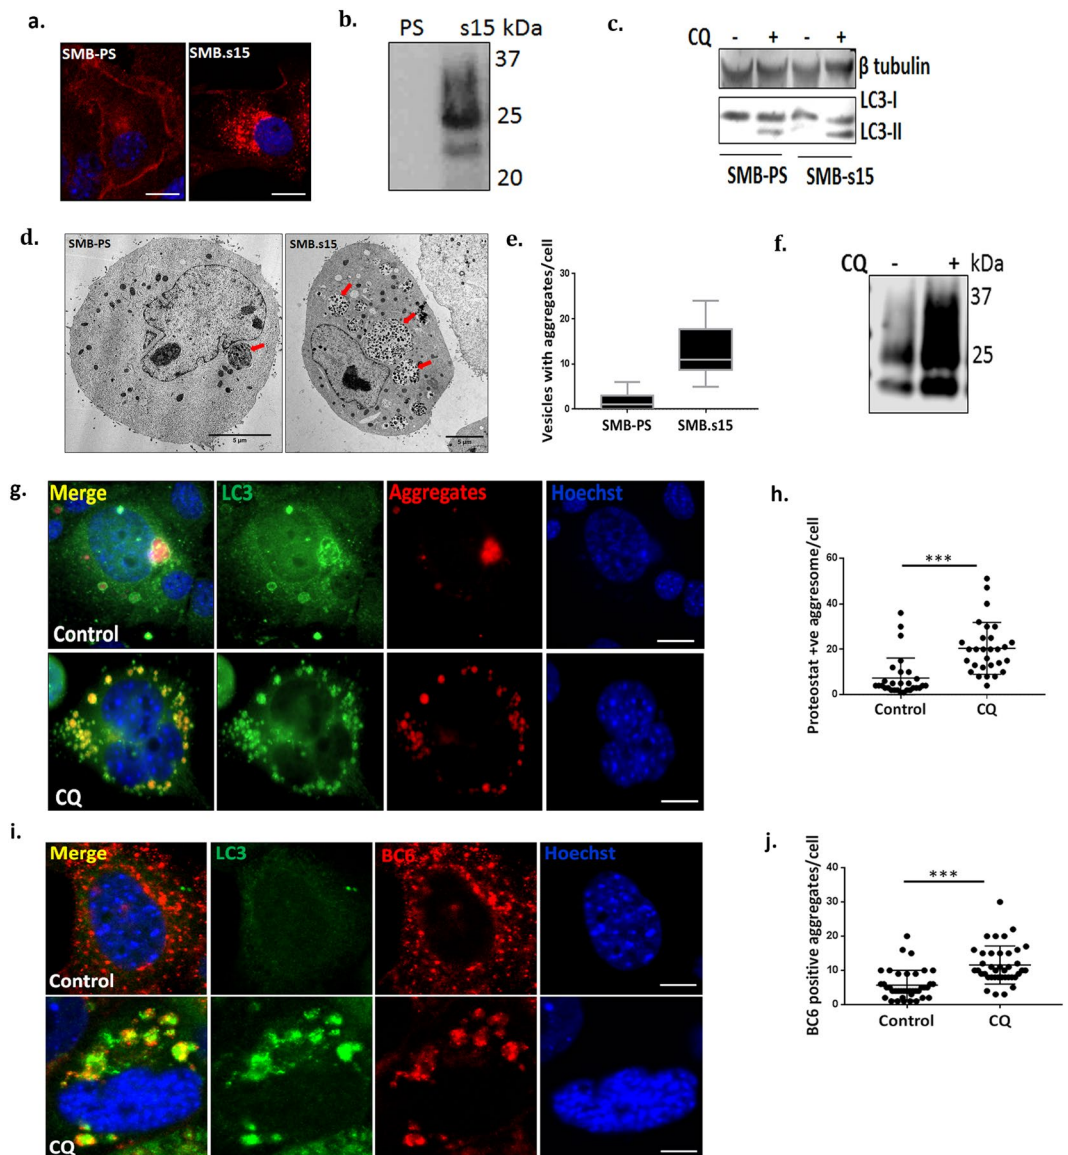 a.
SMB-PS
SMB.s15
b.
PS s15 kDa
37
25
20
c.
CQ - + - +
β tubulin
LC3-I
LC3-II
SMB-PS SMB-s15
d.
SMB-PS
5 µm
SMB.s15
5 µm
e.
Vesicles with aggregates/cell
30
20
10
0
SMB-PS SMB.s15
f.
CQ - + kDa
37
25
g.
Merge LC3 Aggregates Hoechst
Control
CQ
h.
Proteostat +ve aggresome/cell
60
40
20
0
***
Control CQ
i.
Merge LC3 BC6 Hoechst
Control
CQ
j.
BC6 positive aggregates/cell
40
30
20
10
0
***
Control CQ